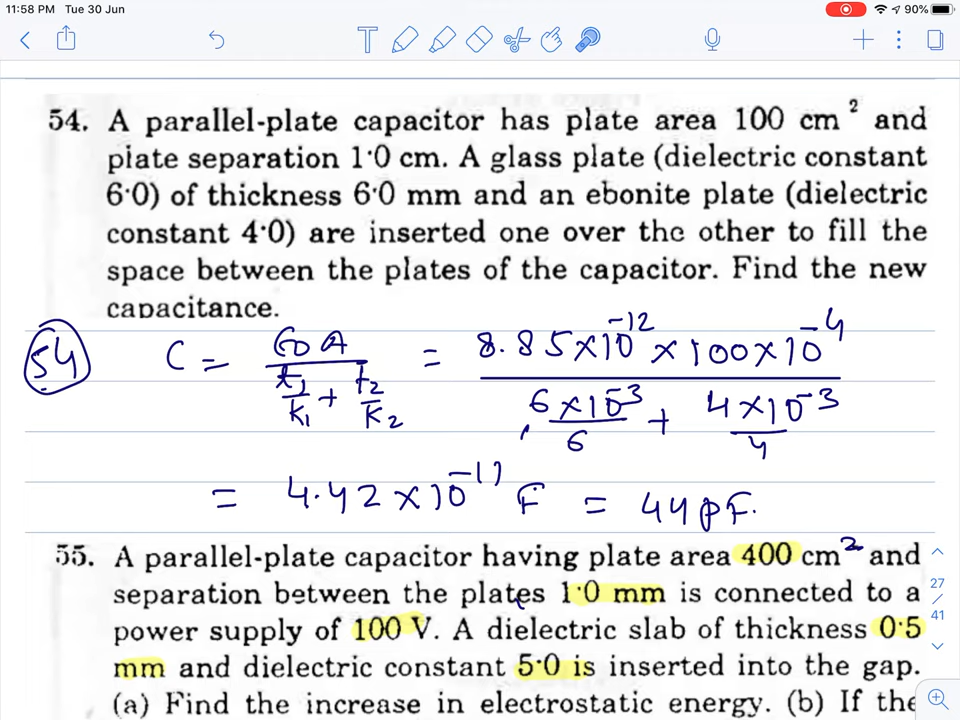 11:58 PM Tue 30 Jun
90%
T
54. A parallel-plate capacitor has plate area 100 cm² and
plate separation 1·0 cm. A glass plate (dielectric constant
6·0) of thickness 6·0 mm and an ebonite plate (dielectric
constant 4·0) are inserted one over the other to fill the
space between the plates of the capacitor. Find the new
capacitance.
54 C = ε0A / (t1/K1 + t2/K2) = 8.85×10^-12 × 100×10^-4 / (6×10^-3/6 + 4×10^-3/4)
= 4.42×10^-11 F = 44 pF.
55. A parallel-plate capacitor having plate area 400 cm² and
separation between the plates 1·0 mm is connected to a
power supply of 100 V. A dielectric slab of thickness 0·5
mm and dielectric constant 5·0 is inserted into the gap.
(a) Find the increase in electrostatic energy. (b) If the
27
/
41